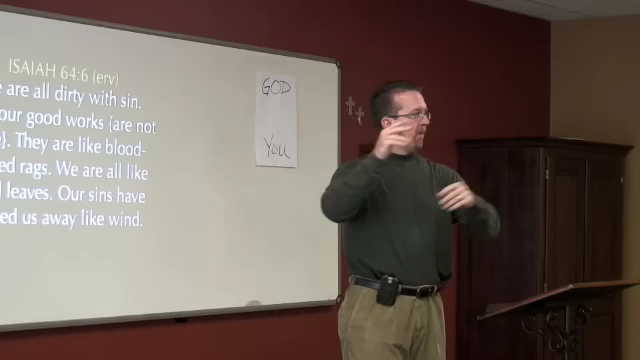 ISAIAH 64:6 (erv)
are all dirty with sin.
our good works {are not
}. They are like blood-
ed rags. We are all like
leaves. Our sins have
ed us away like wind.
GOD
YOU